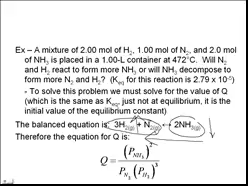 Ex – A mixture of 2.00 mol of H2, 1.00 mol of N2, and 2.0 mol
of NH3 is placed in a 1.00-L container at 472°C. Will N2
and H2 react to form more NH3 or will NH3 decompose to
form more N2 and H2? (Keq for this reaction is 2.79 x 10-5)
- To solve this problem we must solve for the value of Q
(which is the same as Keq, just not at equilibrium, it is the
initial value of the equilibrium constant)
The balanced equation is: 3H2(g) + N2(g) ↔ 2NH3(g)
Therefore the equation for Q is:
Q = (PNH3)2 / PN2 (PH2)3